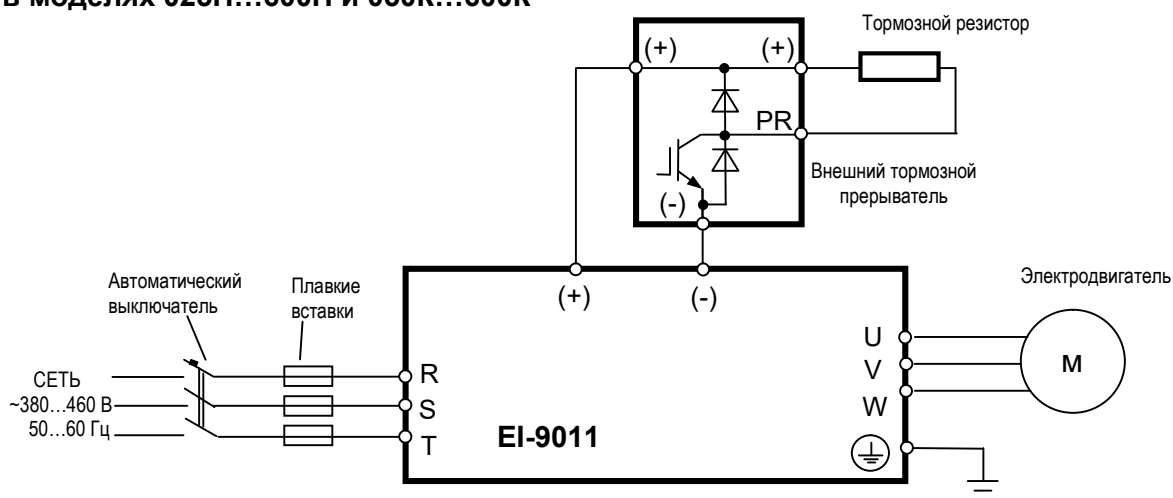 в моделях и
Тормозной резистор
(+) (+)
PR
Внешний тормозной
прерыватель
(-)
Автоматический
выключатель
Плавкие
вставки
(+) (-)
Электродвигатель
СЕТЬ
~380...460 В
50...60 Гц
R
S
T
EI-9011
U
V
W
М